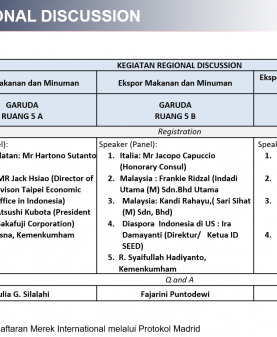 ONAL DISCUSSION
KEGIATAN REGIONAL DISCUSSION
Makanan dan Minuman
Ekspor Makanan dan Minuman
Ekspo
GARUDA
RUANG 5 A
GARUDA
RUANG 5 B
Registration
el):
latan: Mr Hartono Sutanto
MR Jack Hsiao (Director of
vison Taipei Economic
ffice in Indonesia)
tsushi Kubota (President
akafuji Corporation)
sna, Kemenkumham
Speaker (Panel):
1. Italia: Mr Jacopo Capuccio
(Honorary Consul)
2. Malaysia : Frankie Ridzal (Indadi
Utama (M) Sdn.Bhd Utama
3. Malaysia: Kandi Rahayu,( Sari Sihat
(M) Sdn, Bhd)
4. Diaspora Indonesia di US : Ira
Damayanti (Direktur/ Ketua ID
SEED)
5. R. Syaifullah Hadiyanto,
Kemenkumham
Speak
1.
2.
3.
4.
Q and A
ulia G. Silalahi
Fajarini Puntodewi
aftaran Merek International melalui Protokol Madrid